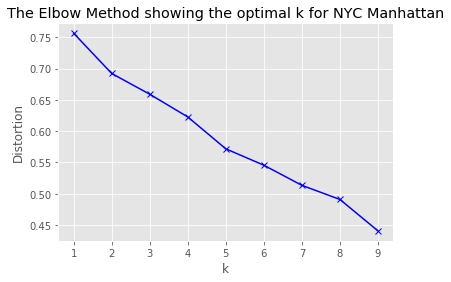 The Elbow Method showing the optimal k for NYC Manhattan
0.75
0.70
0.65
0.60
0.55
0.50
0.45
Distortion
1 2 3 4 5 6 7 8 9
k